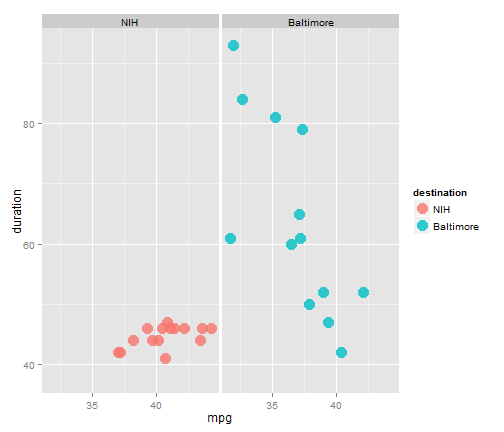 NIH Baltimore
80
60
40
duration
35 40 35 40
mpg
destination
NIH
Baltimore